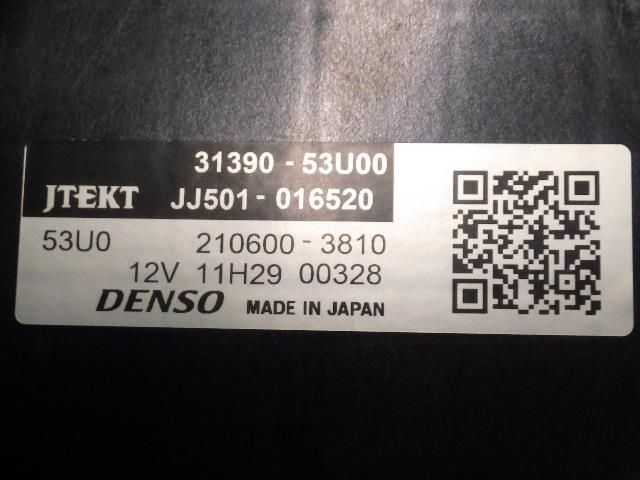 31390 - 53U00
JTEKT JJ501 - 016520
53U0 210600 - 3810
12V 11H29 00328
DENSO MADE IN JAPAN